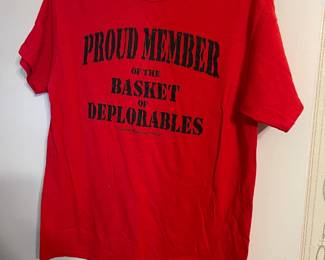 PROUD MEMBER
OF THE
BASKET
OF
DEPLORABLES